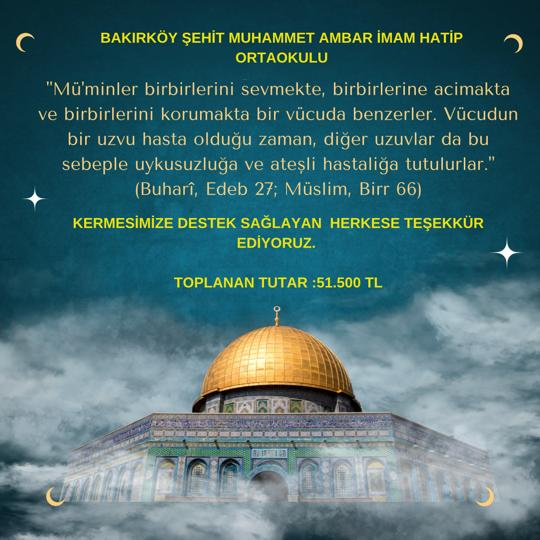 BAKIRKÖY ŞEHİT MUHAMMET AMBAR İMAM HATİP
ORTAOKULU
"Mü'minler birbirlerini sevmekte, birbirlerine acimakta
ve birbirlerini korumakta bir vücuda benzerler. Vücudun
bir uzvu hasta olduğu zaman, diğer uzuvlar da bu
sebeple uykusuzluğa ve ateşli hastaliğa tutulurlar."
(Buharî, Edeb 27; Müslim, Birr 66)
KERMESİMİZE DESTEK SAĞLAYAN HERKESE TEŞEKKÜR
EDİYORUZ.
TOPLANAN TUTAR :51.500 TL